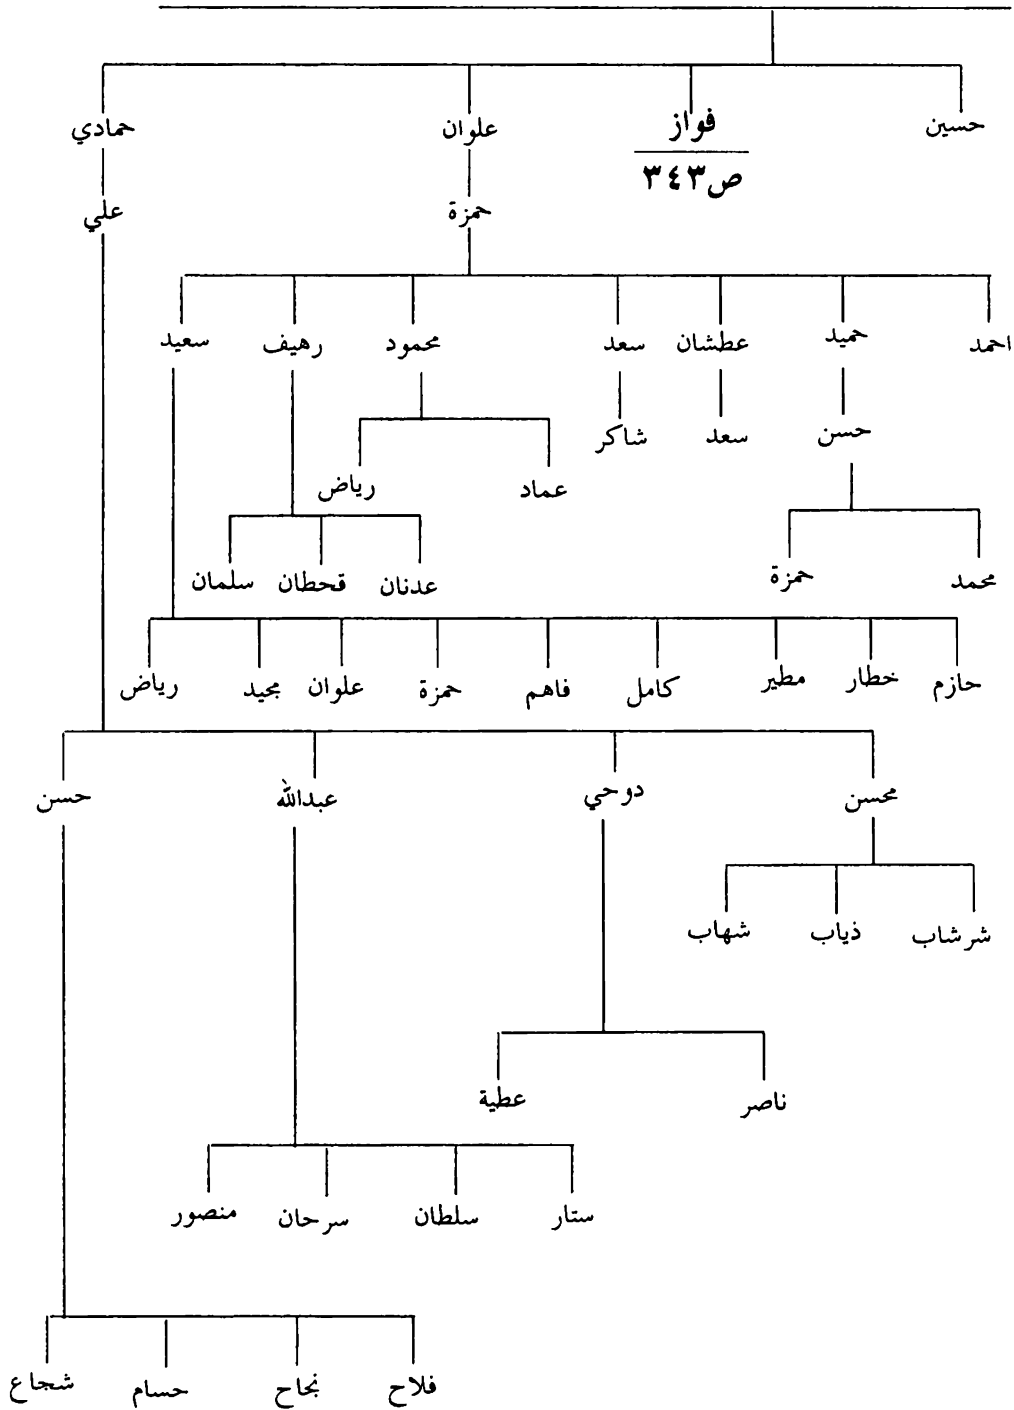 حسين فواز علوان حمادي
ص٣٤٣
حمزة علي
احمد حميد عطشان سعد محمود رهيف سعيد
حسن سعد شاكر
عماد رياض
محمد حمزة عدنان قحطان سلمان
حازم خطار مطير كامل فاهم حمزة علوان مجيد رياض
محسن دوحي عبدالله حسن
شرشاب ذياب شهاب
ناصر عطية
ستار سلطان سرحان منصور
فلاح نجاح حسام شجاع